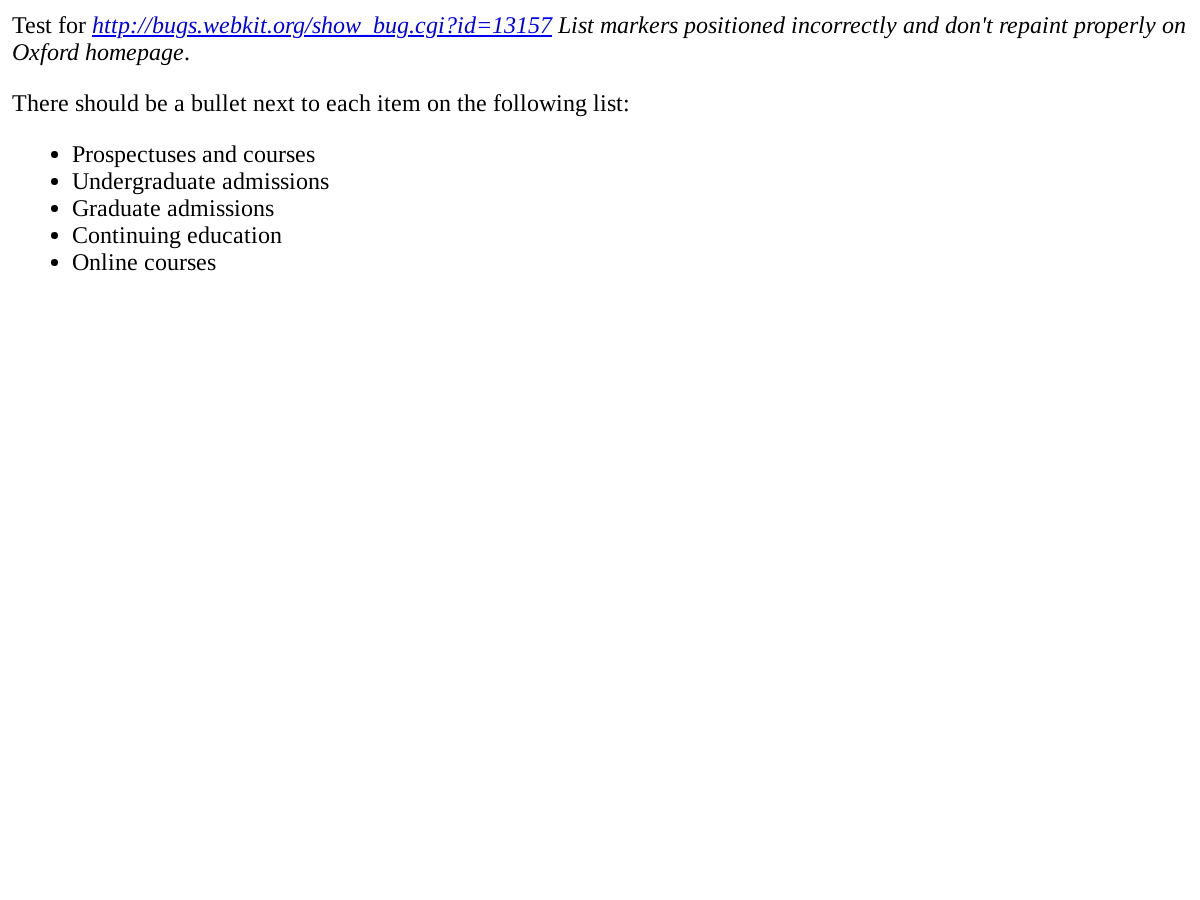 Test for http://bugs.webkit.org/show_bug.cgi?id=13157 List markers positioned incorrectly and don't repaint properly on
Oxford homepage.
There should be a bullet next to each item on the following list:
• Prospectuses and courses
• Undergraduate admissions
• Graduate admissions
• Continuing education
• Online courses